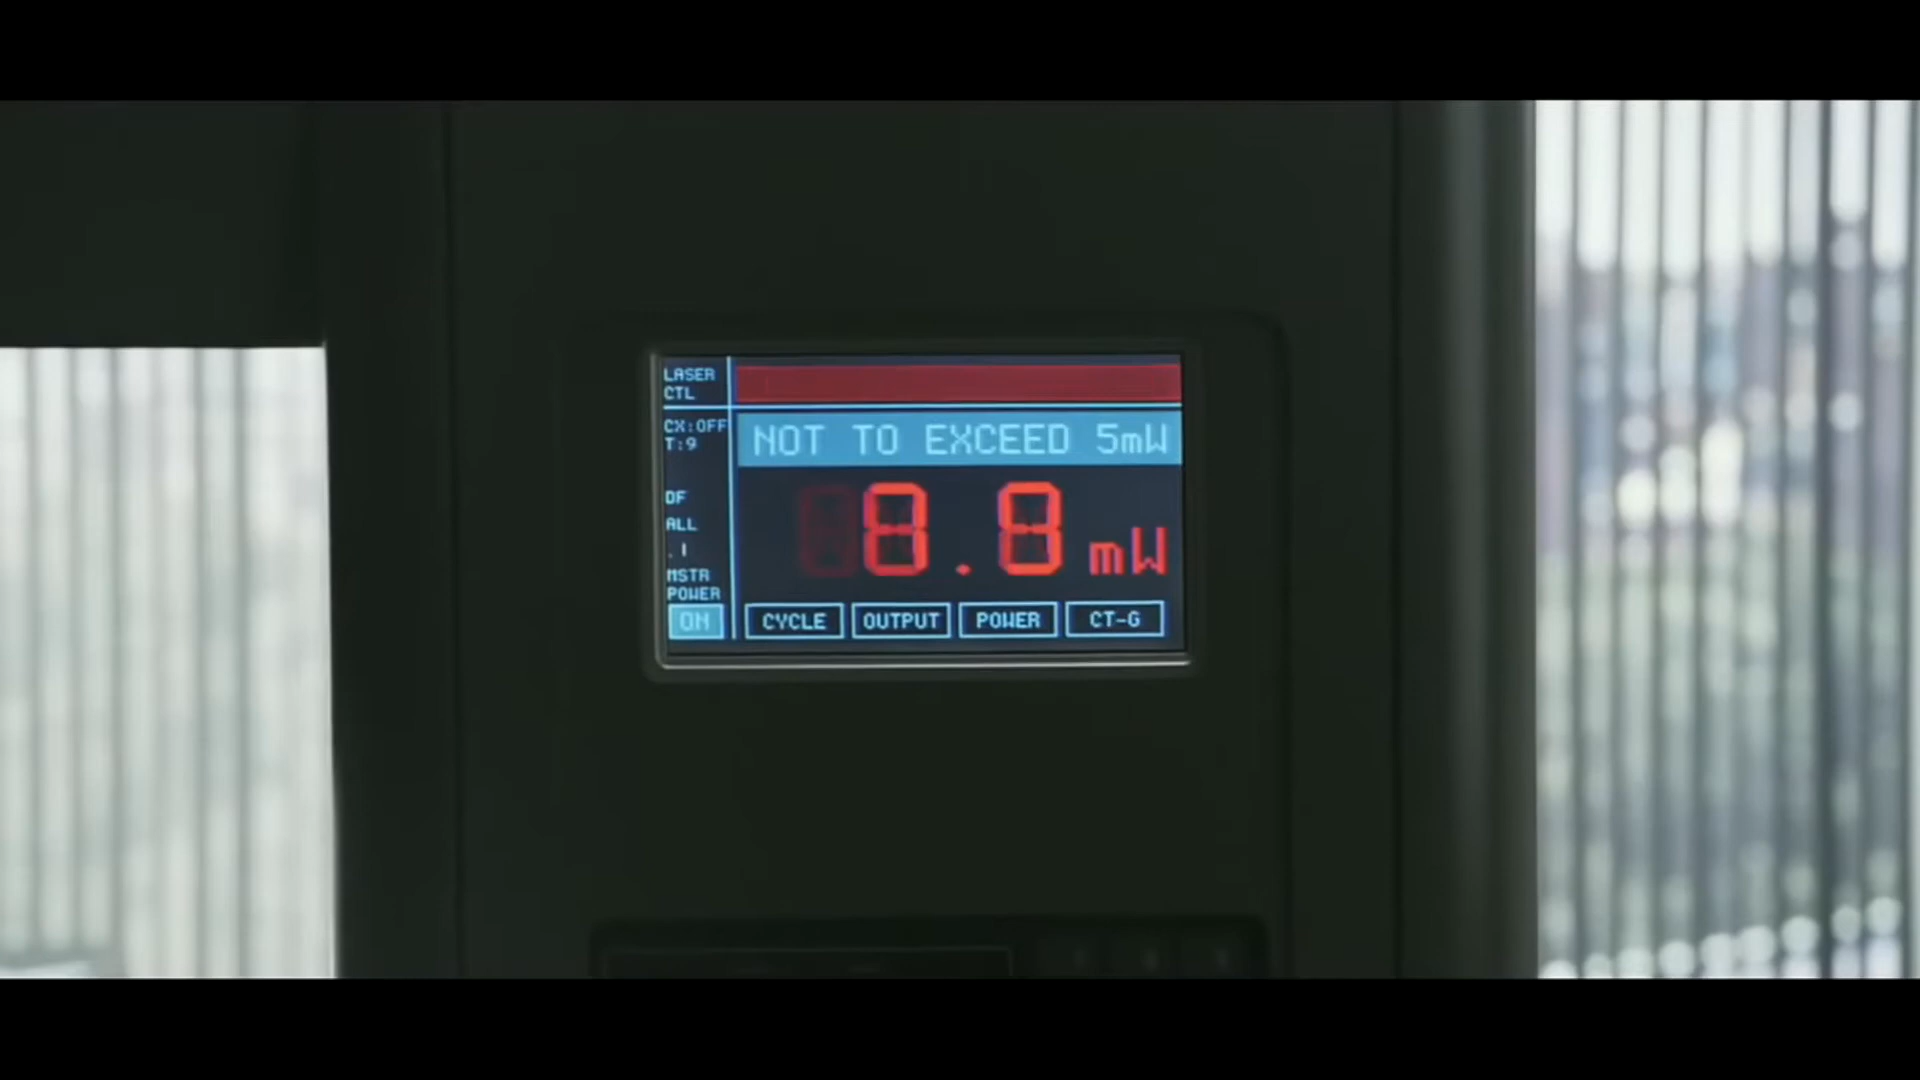 LASER
CTL
CX:OFF
T:9
NOT TO EXCEED 5mW
8.8 mW
DF
ALL
.1
MSTR
POWER
ON
CYCLE
OUTPUT
POWER
CT-G